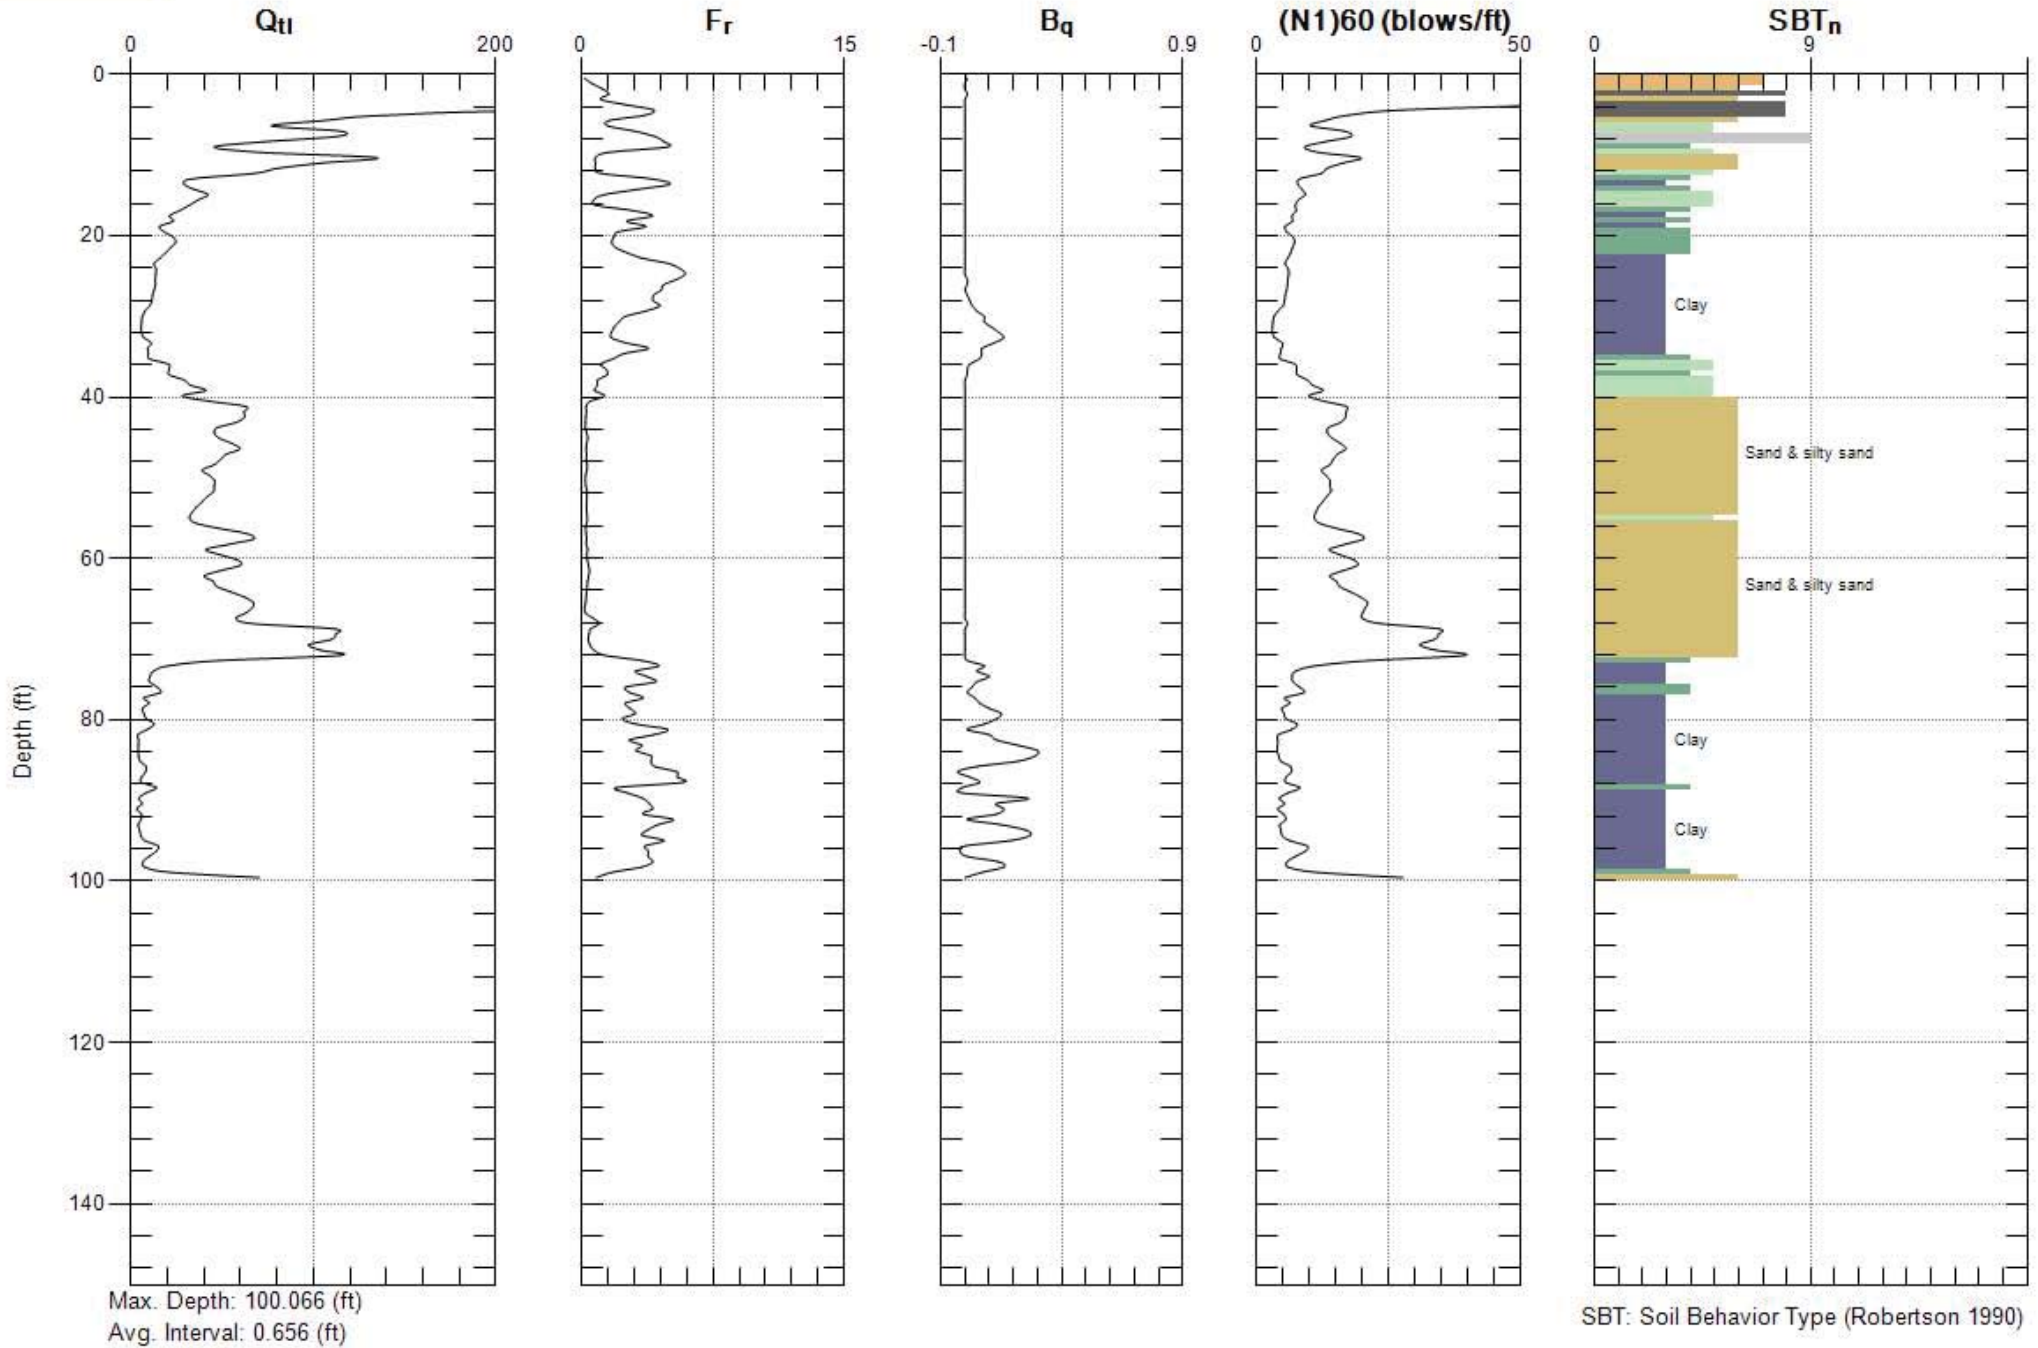 Qtl Fr Bq (N1)60 (blows/ft) SBTn
0 200 0 15 -0.1 0.9 0 50 0 9
0
20
Clay
40
Sand & silty sand
60
Sand & silty sand
Depth (ft)
80
Clay
Clay
100
120
140
Max. Depth: 100.066 (ft)
Avg. Interval: 0.656 (ft)
SBT: Soil Behavior Type (Robertson 1990)